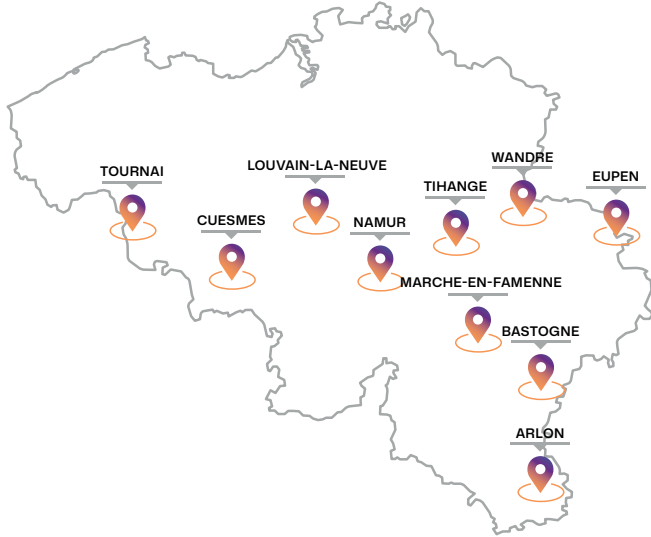 WANDRE
LOUVAIN-LA-NEUVE
TOURNAI
EUPEN
TIHANGE
CUESMES
NAMUR
MARCHE-EN-FAMENNE
BASTOGNE
ARLON